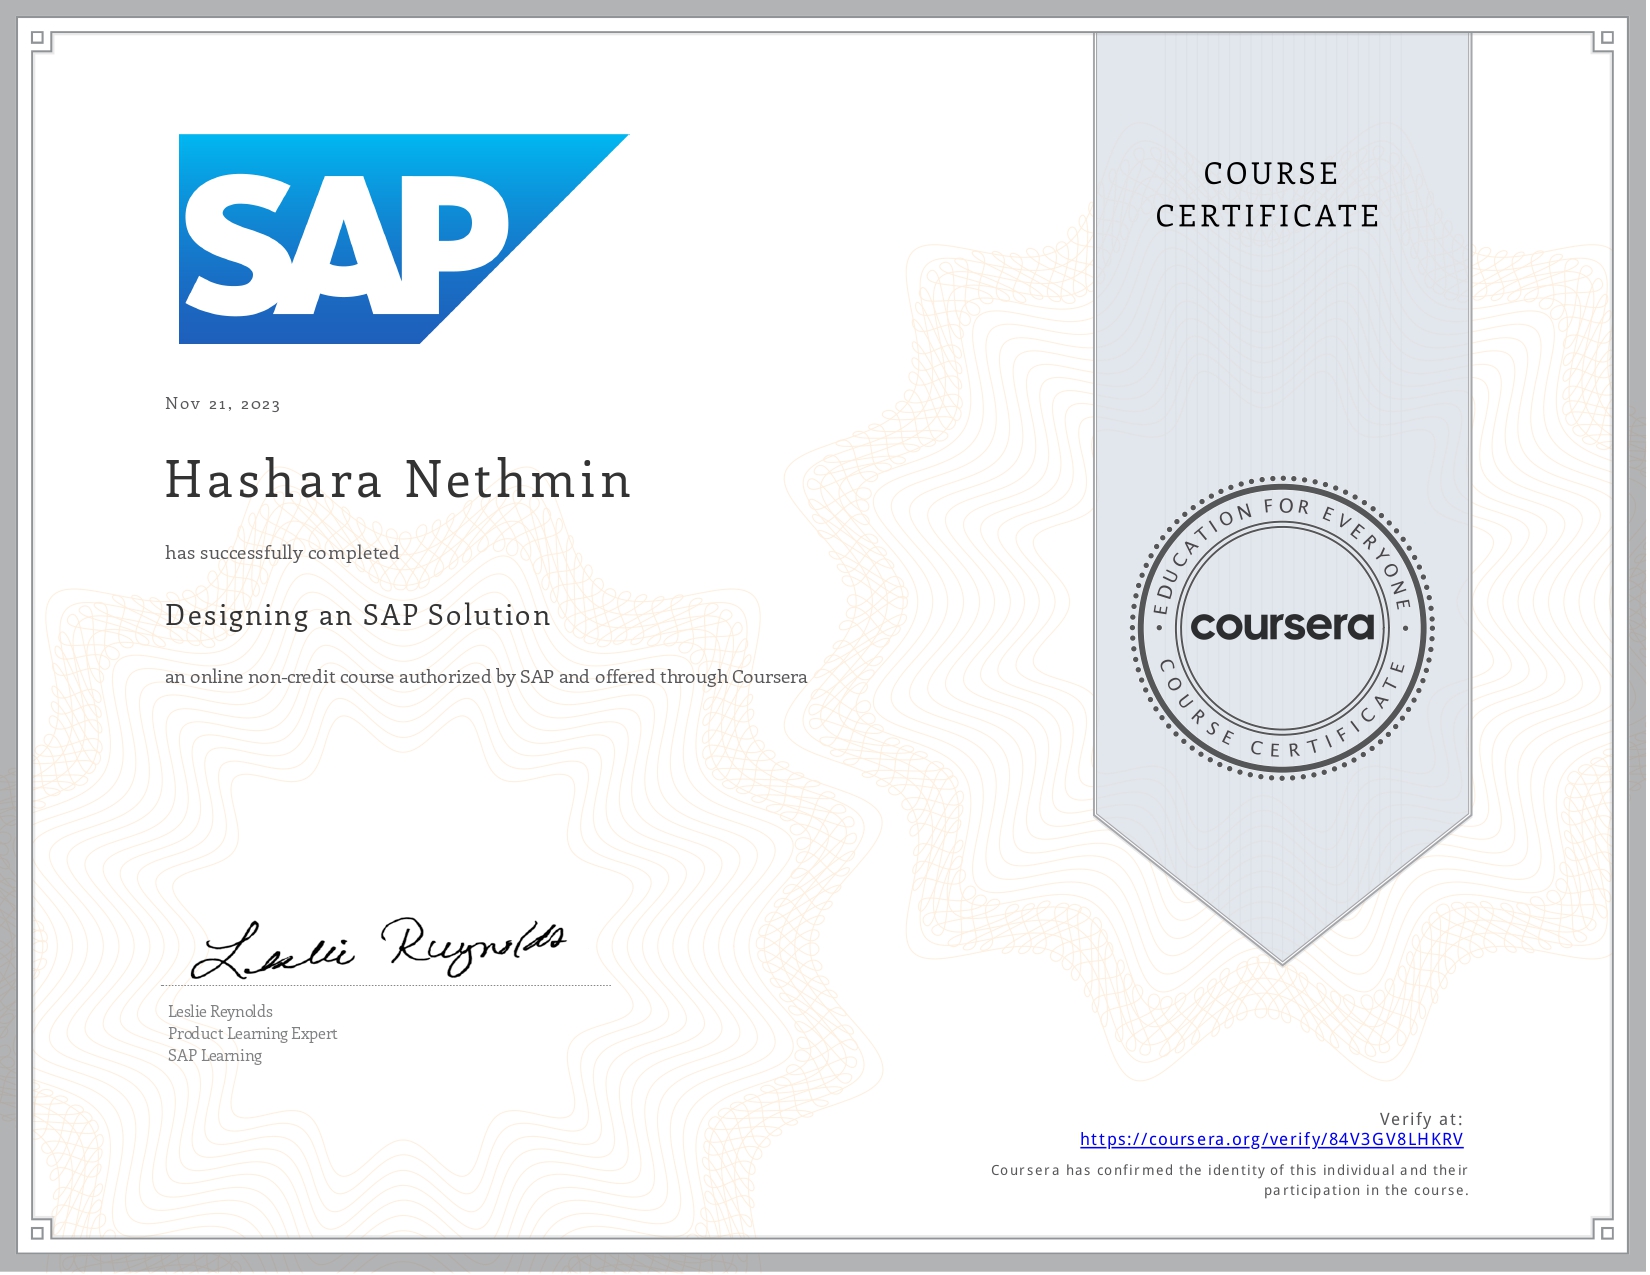 SAP
COURSE
CERTIFICATE
Nov 21, 2023
Hashara Nethmin
has successfully completed
Designing an SAP Solution
an online non-credit course authorized by SAP and offered through Coursera
EDUCATION FOR EVERYONE
coursera
COURSE CERTIFICATE
Leslie Reynolds
Leslie Reynolds
Product Learning Expert
SAP Learning
Verify at:
https://coursera.org/verify/84V3GV8LHKRV
Coursera has confirmed the identity of this individual and their
participation in the course.